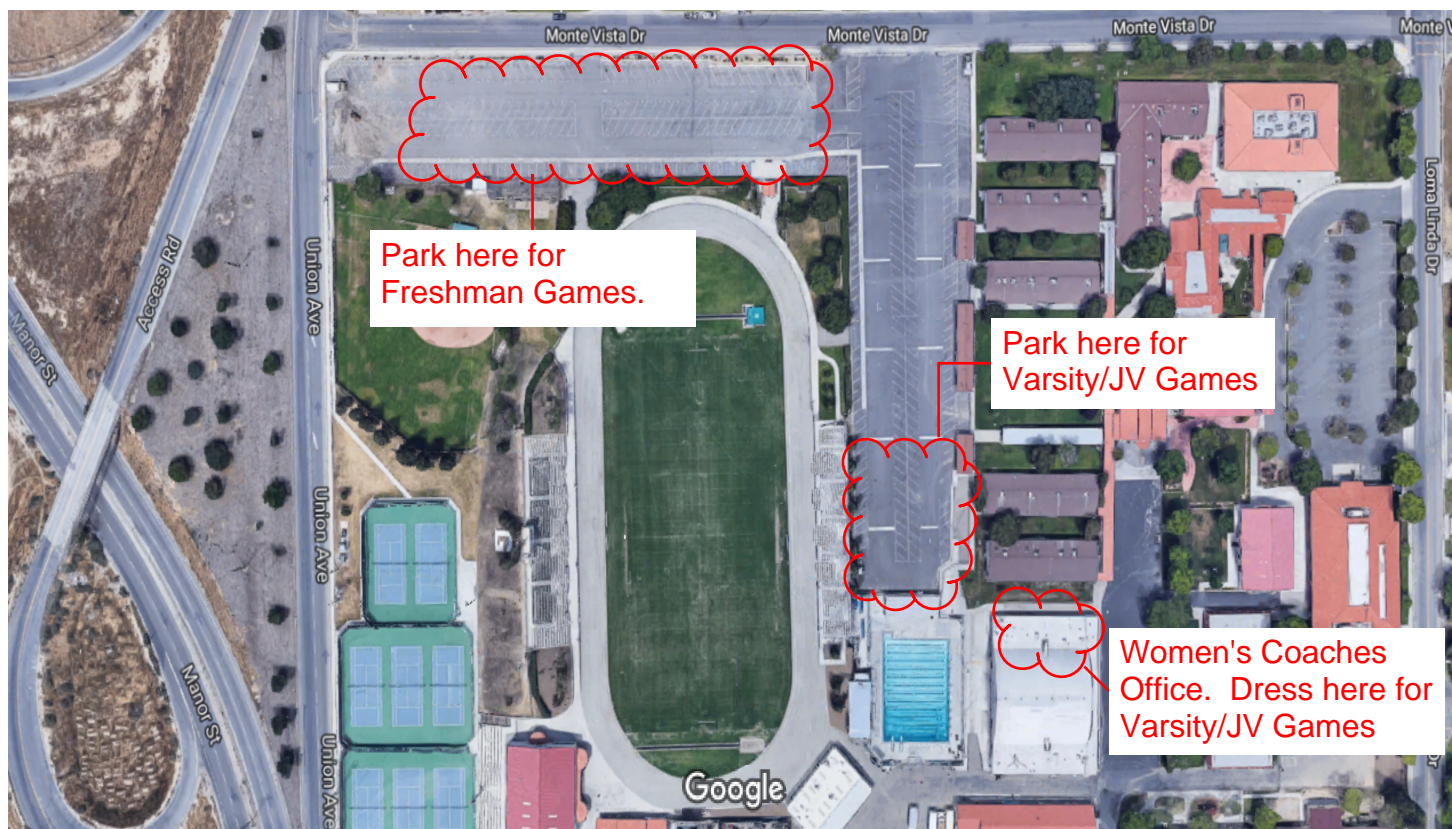 Monte Vista Dr
Monte Vista Dr
Monte Vista Dr
Monte V
Loma Linda Dr
Access Rd
Union Ave
Park here for
Freshman Games.
Manor St
Park here for
Varsity/JV Games
Union Ave
Women's Coaches
Office.  Dress here for
Varsity/JV Games
Manor St
Union Ave
Dr
Google